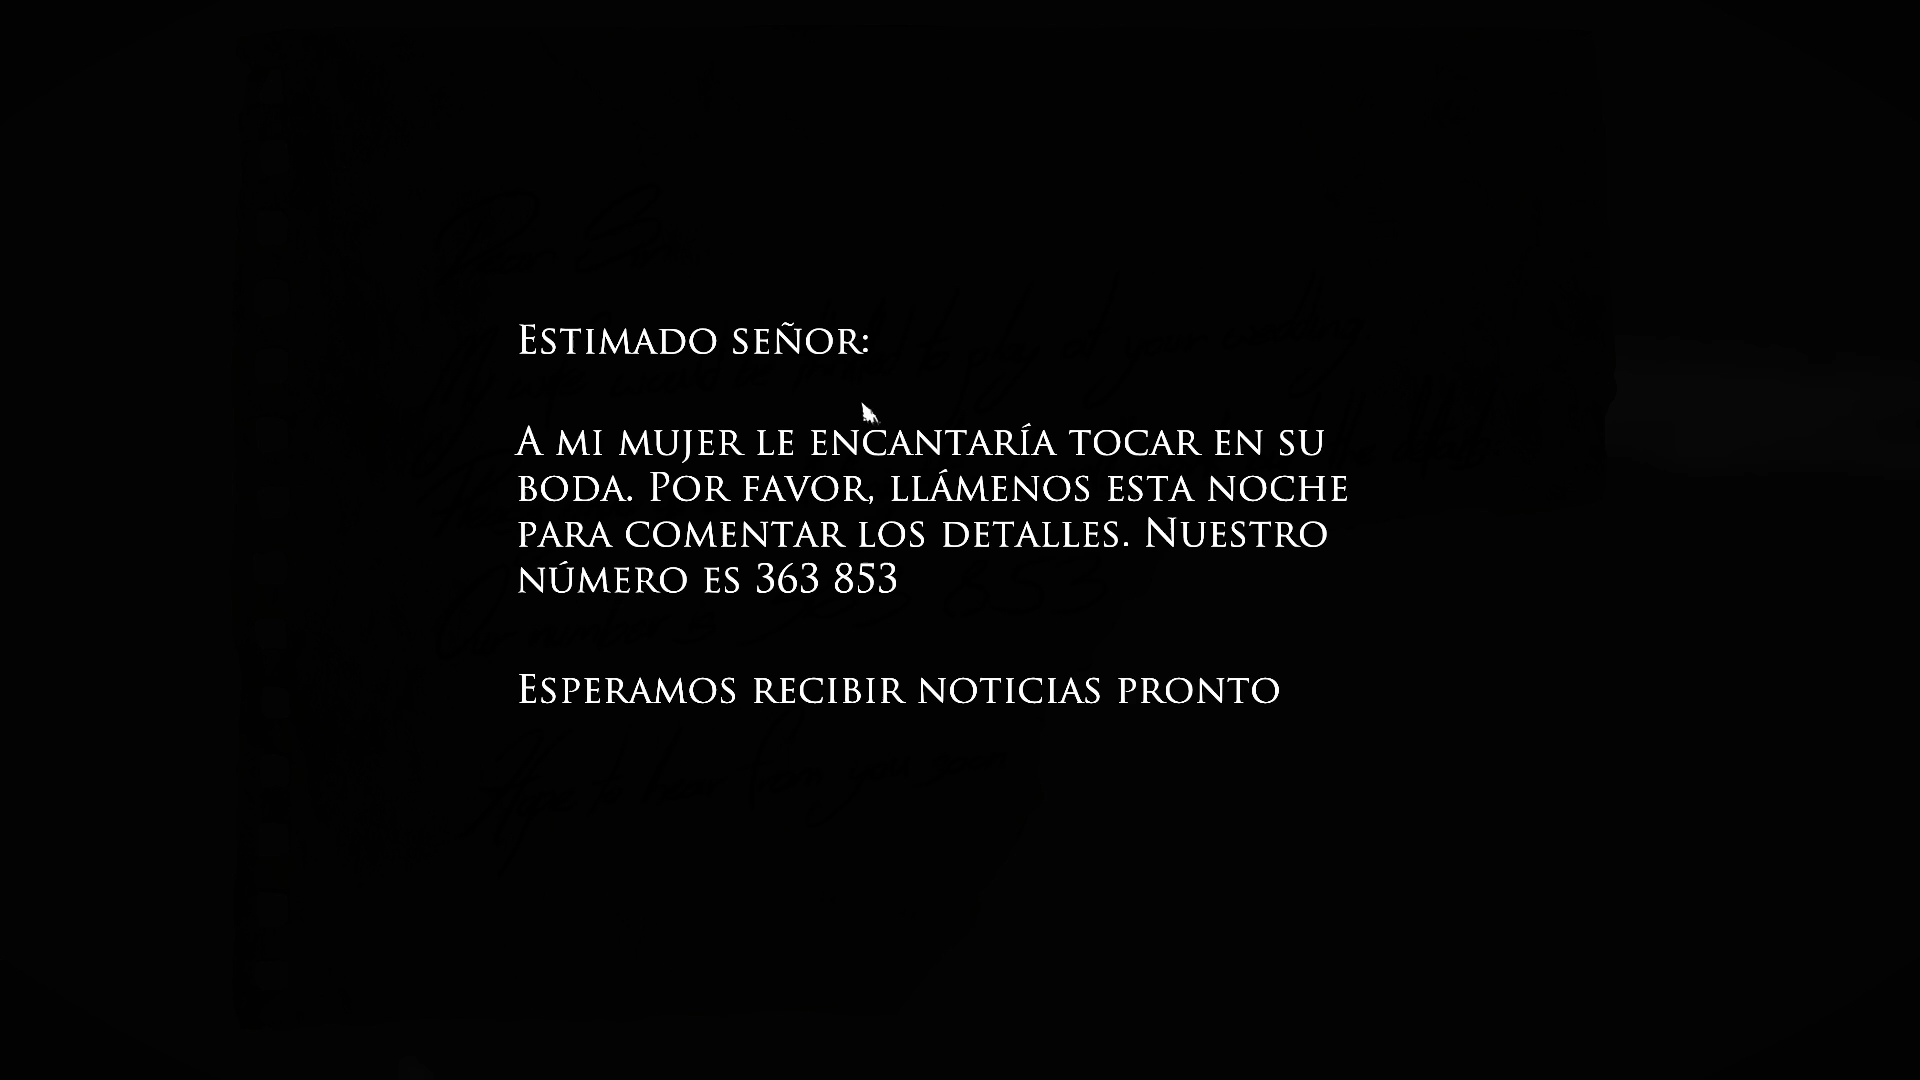 Estimado señor:
A mi mujer le encantaría tocar en su
boda. Por favor, llámenos esta noche
para comentar los detalles. Nuestro
número es 363 853
Esperamos recibir noticias pronto